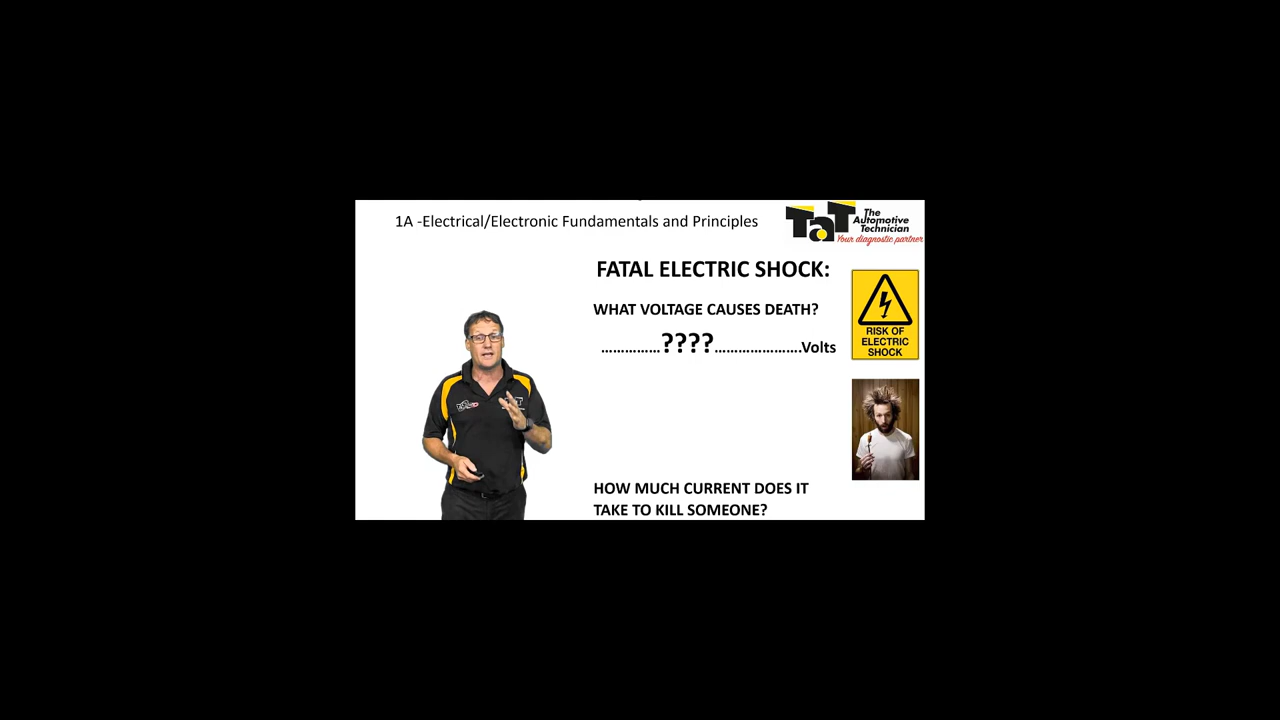 1A -Electrical/Electronic Fundamentals and Principles
TaT The Automotive Technician
Your diagnostic partner
FATAL ELECTRIC SHOCK:
WHAT VOLTAGE CAUSES DEATH?
……………????………………….Volts
RISK OF
ELECTRIC
SHOCK
HOW MUCH CURRENT DOES IT
TAKE TO KILL SOMEONE?